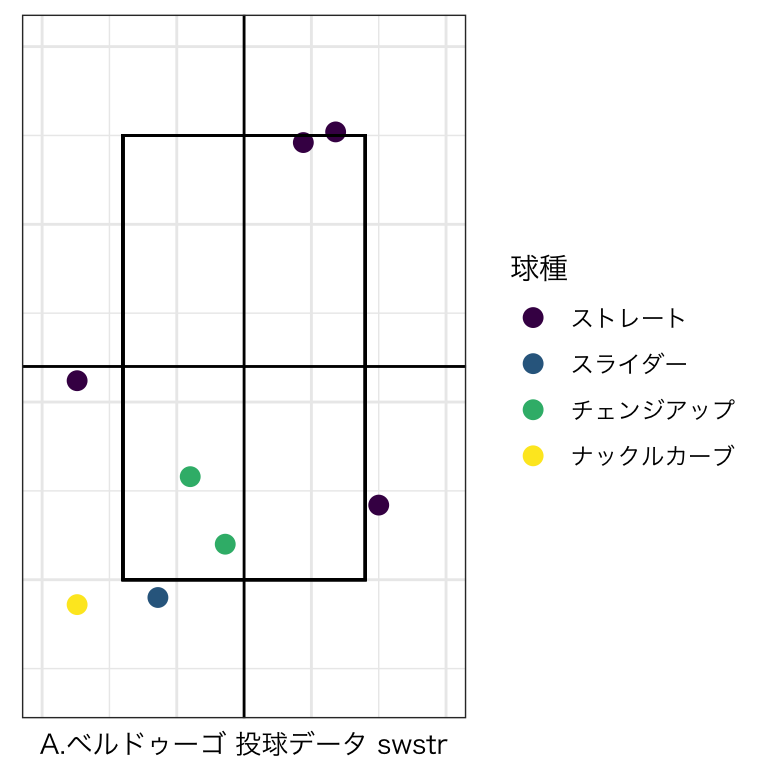 球種
ストレート
スライダー
チェンジアップ
ナックルカーブ
A.ベルドゥーゴ 投球データ swstr